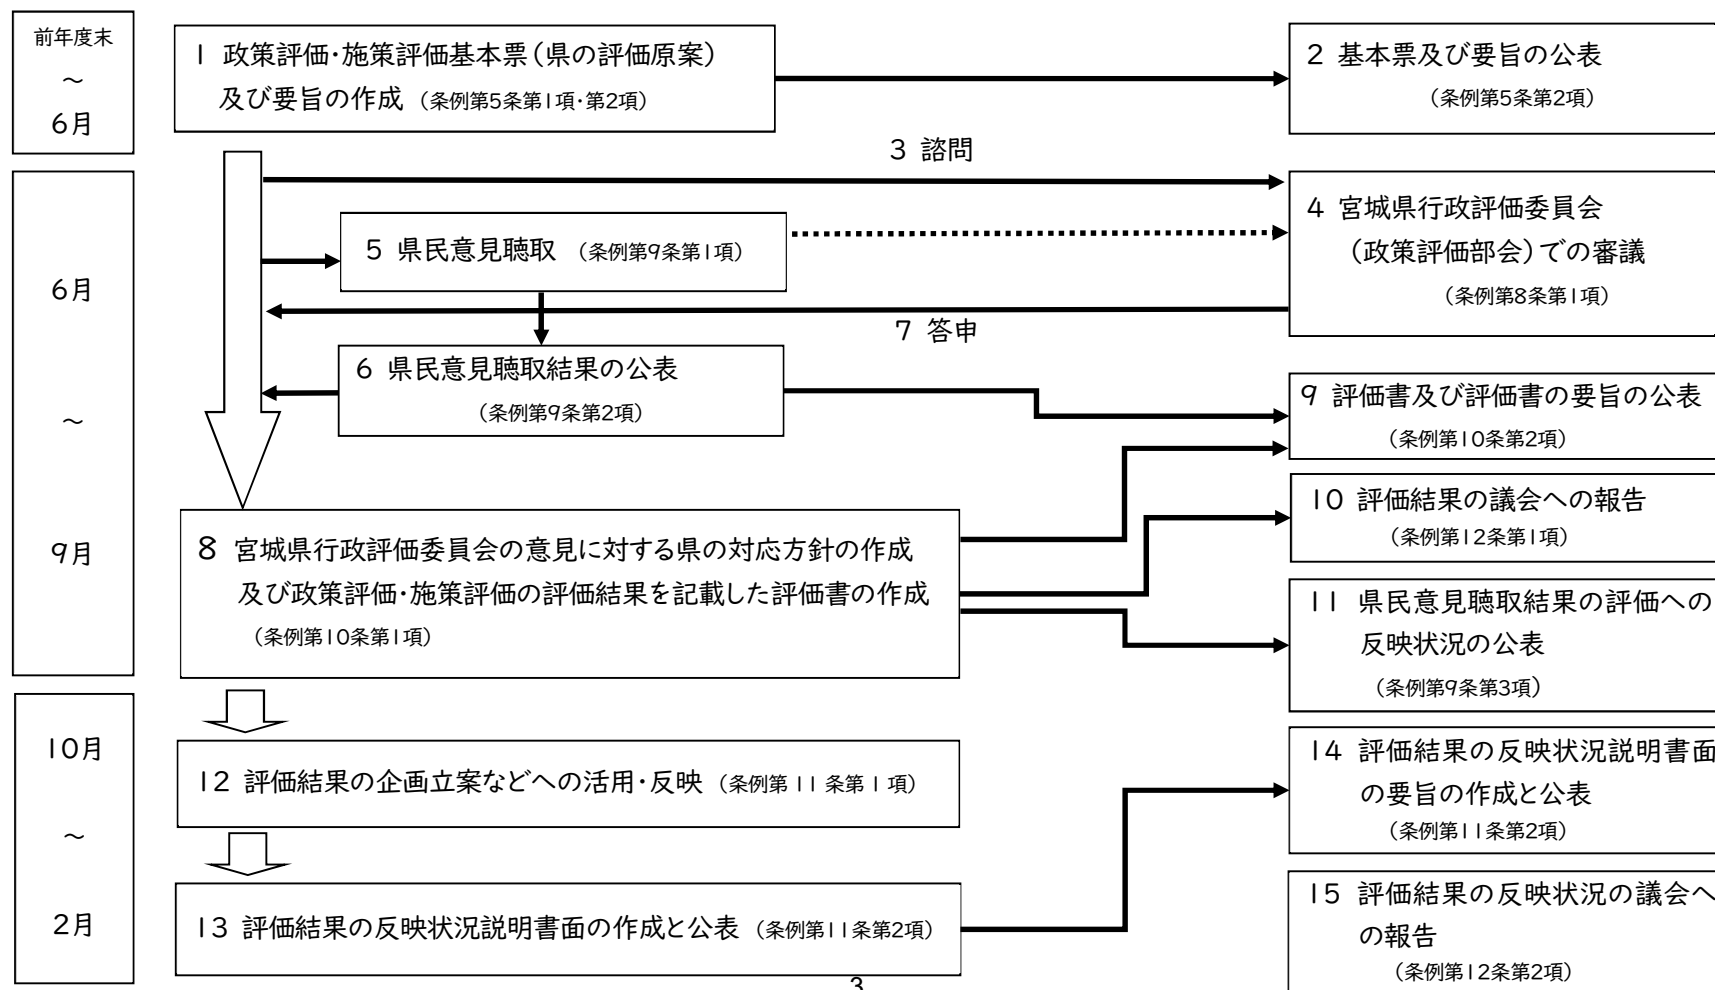 前年度末
～
6月
1 政策評価・施策評価基本票（県の評価原案）
及び要旨の作成 （条例第5条第1項・第2項）
2 基本票及び要旨の公表
（条例第5条第2項）
3 諮問
6月
～
9月
4 宮城県行政評価委員会
（政策評価部会）での審議
（条例第8条第1項）
5 県民意見聴取 （条例第9条第1項）
7 答申
6 県民意見聴取結果の公表
（条例第9条第2項）
9 評価書及び評価書の要旨の公表
（条例第10条第2項）
8 宮城県行政評価委員会の意見に対する県の対応方針の作成
及び政策評価・施策評価の評価結果を記載した評価書の作成
（条例第10条第1項）
10 評価結果の議会への報告
（条例第12条第1項）
11 県民意見聴取結果の評価への
反映状況の公表
（条例第9条第3項）
10月
～
2月
12 評価結果の企画立案などへの活用・反映 （条例第11条第1項）
14 評価結果の反映状況説明書面
の要旨の作成と公表
（条例第11条第2項）
13 評価結果の反映状況説明書面の作成と公表 （条例第11条第2項）
15 評価結果の反映状況の議会へ
の報告
（条例第12条第2項）
3